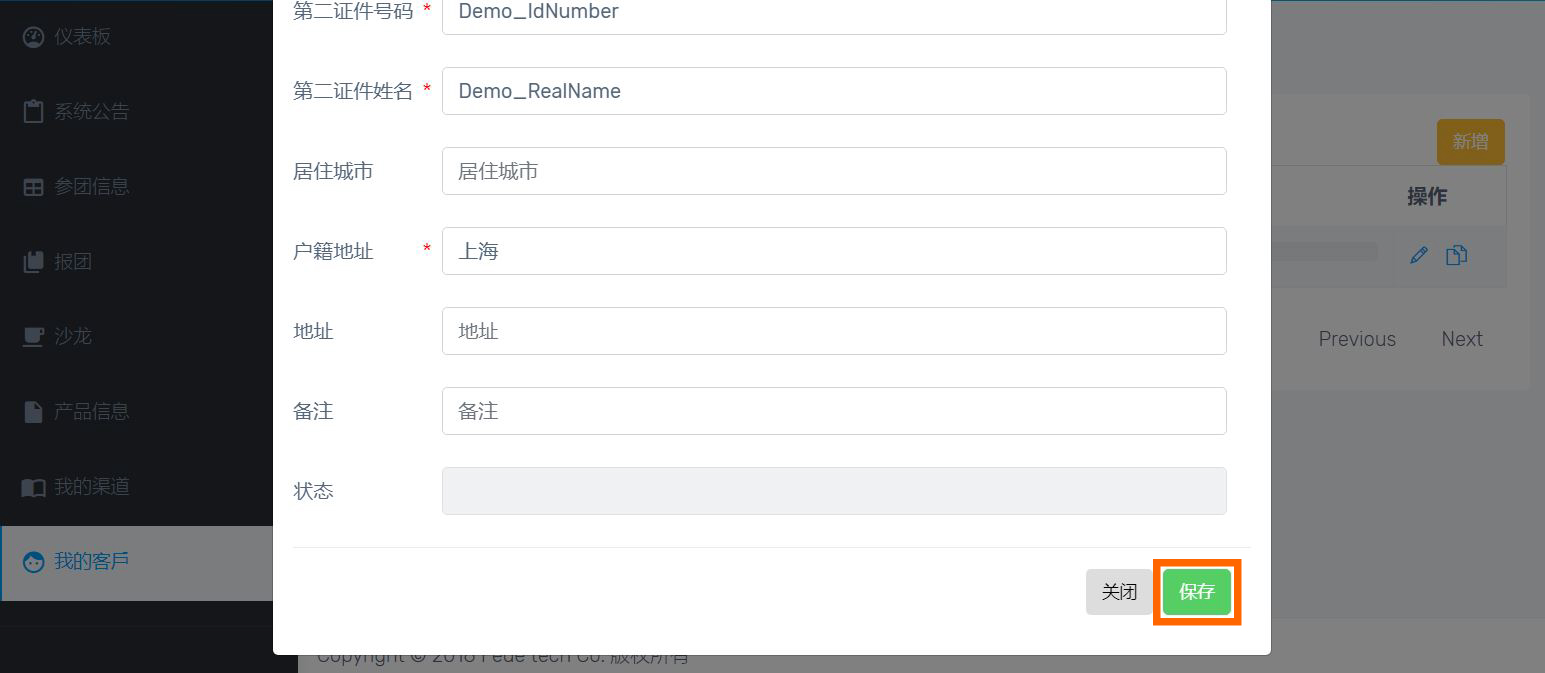 仪表板
系统公告
参团信息
报团
沙龙
产品信息
我的渠道
我的客戶
第二证件号码 * Demo_IdNumber
第二证件姓名 * Demo_RealName
居住城市 居住城市
户籍地址 * 上海
地址 地址
备注 备注
状态
关闭 保存
新增
操作
Previous Next
Copyright © 2018 Fede tech Co. 版权所有